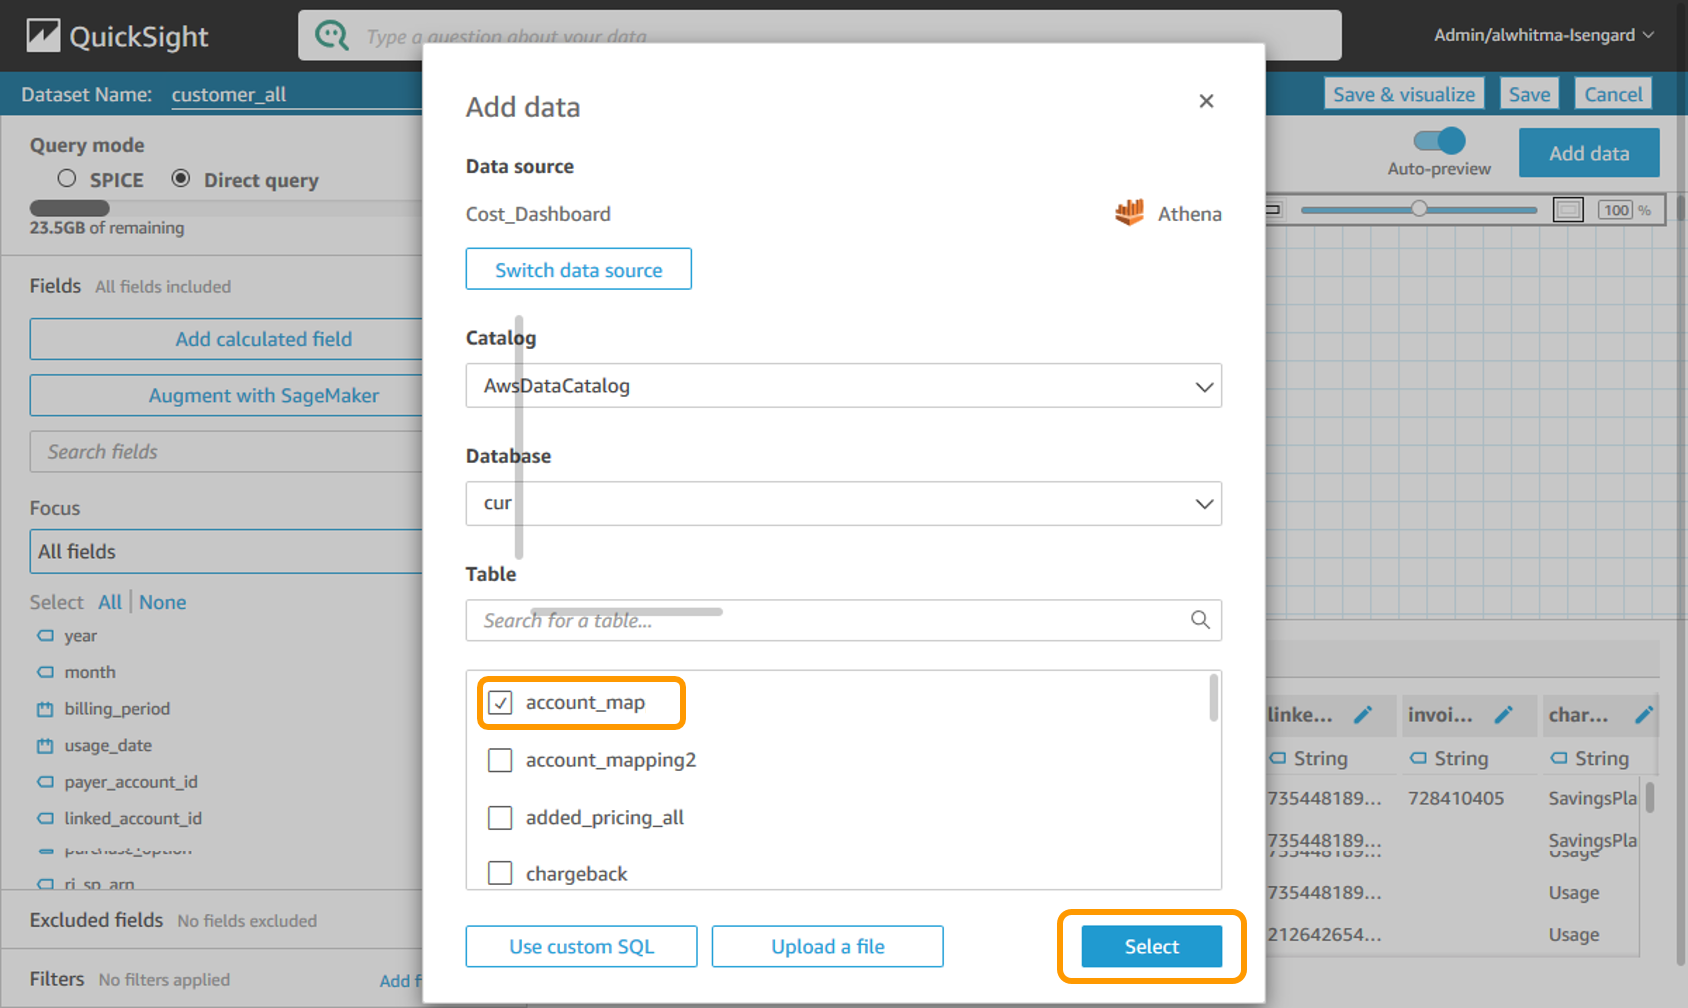 QuickSight
Type a question about your data
Admin/alwhitma-Isengard
Dataset Name: customer_all
Save & visualize
Save
Cancel
Query mode
SPICE
Direct query
23.5GB of remaining
Auto-preview
Add data
100 %
Fields All fields included
Add calculated field
Augment with SageMaker
Search fields
Focus
All fields
Select All | None
year
month
billing_period
usage_date
payer_account_id
linked_account_id
purchase_option
ri_sp_arn
Excluded fields No fields excluded
Filters No filters applied
Add f
Add data
Data source
Cost_Dashboard
Athena
Switch data source
Catalog
AwsDataCatalog
Database
cur
Table
Search for a table...
account_map
account_mapping2
added_pricing_all
chargeback
Use custom SQL
Upload a file
Select
linke... invoi... char...
String String String
735448189... 728410405 SavingsPla
735448189... SavingsPla
735448189... Usage
735448189... Usage
212642654... Usage